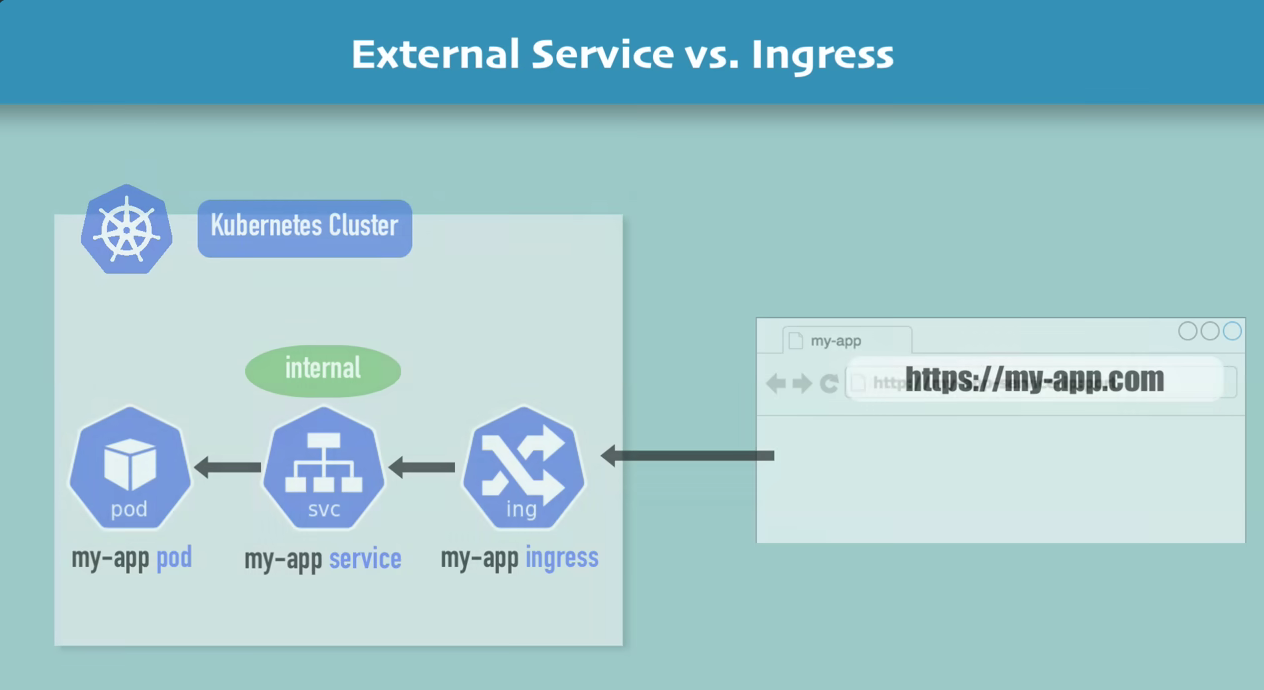 External Service vs. Ingress
Kubernetes Cluster
internal
pod
svc
ing
my-app pod
my-app service
my-app ingress
my-app
https://my-app.com